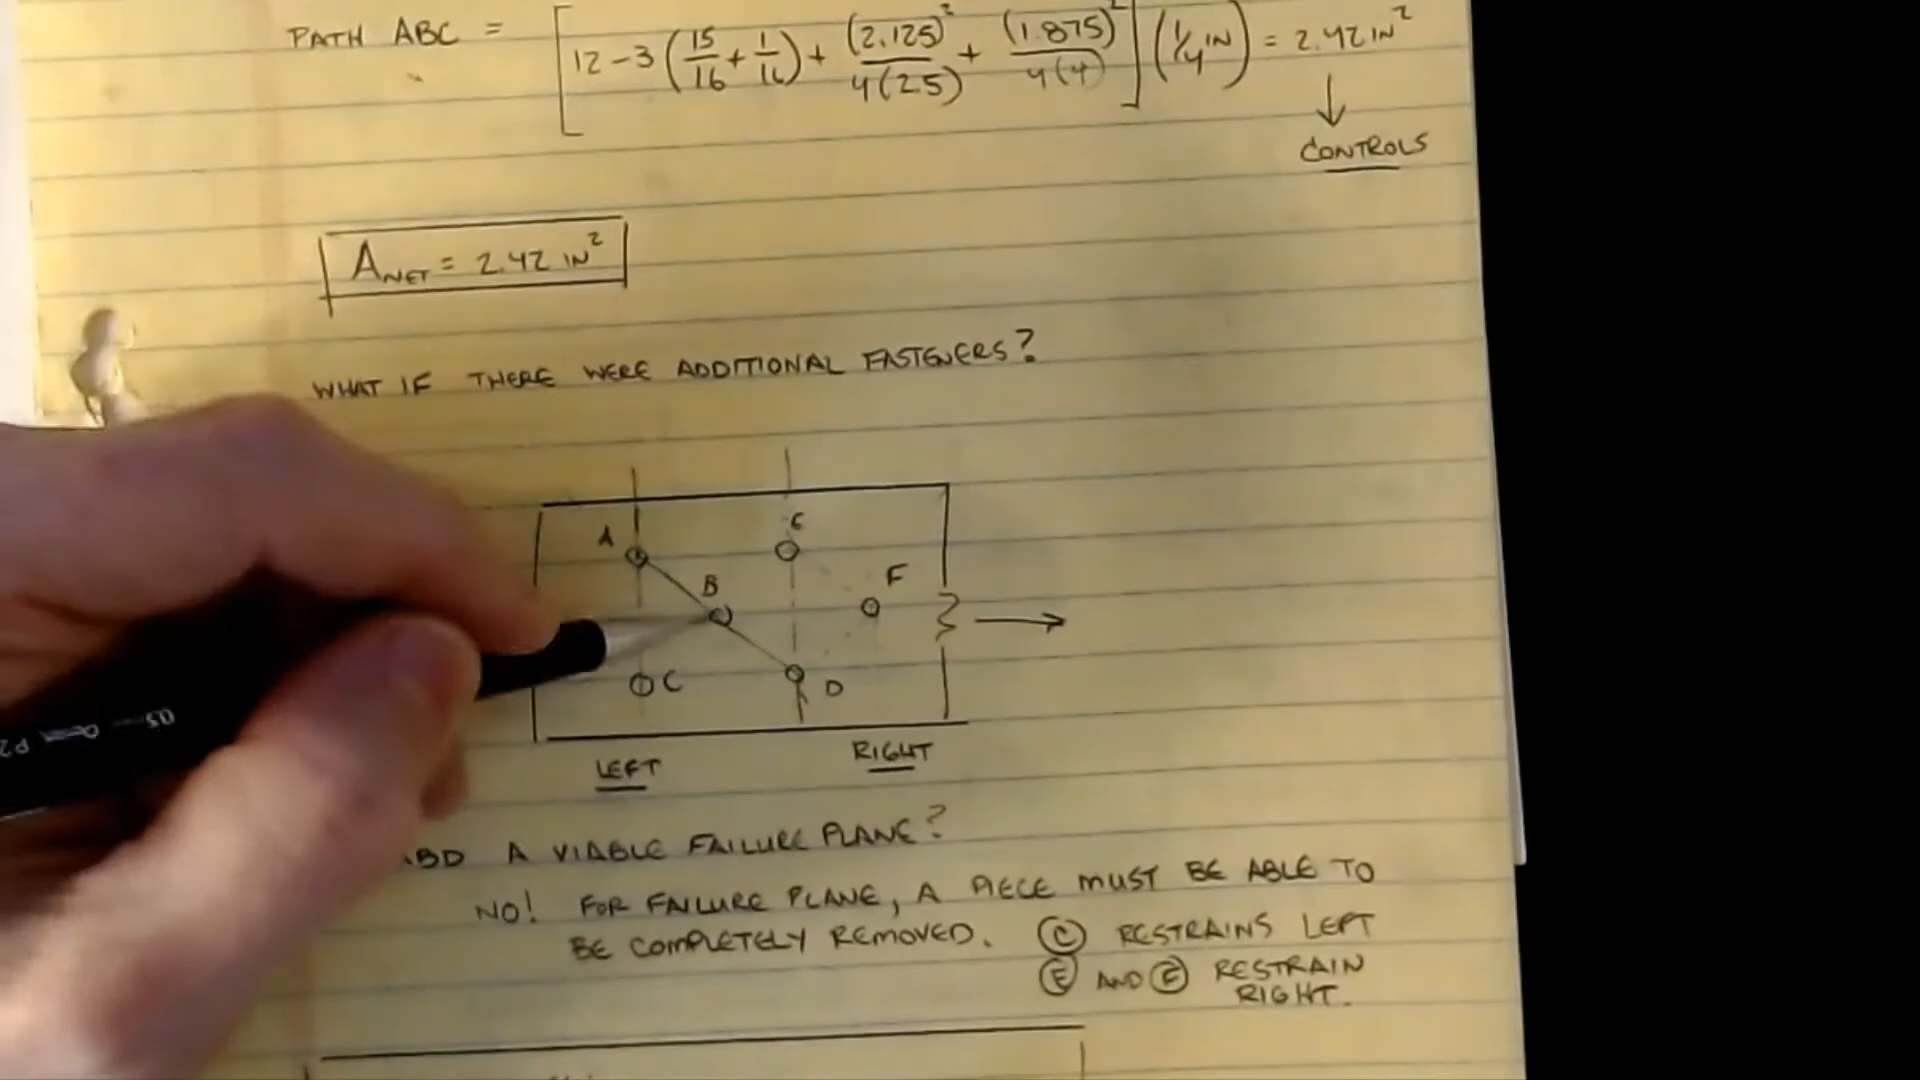 PATH ABC = [12-3(15/16+1/16)+(2.125)²/4(2.5)+(1.875)²/4(4)](1/4 IN) = 2.42 IN²
CONTROLS
A_NET = 2.42 IN²
WHAT IF THERE WERE ADDITIONAL FASTENERS?
A
E
B
F
C
D
LEFT
RIGHT
ABD A VIABLE FAILURE PLANE?
NO! FOR FAILURE PLANE, A PIECE MUST BE ABLE TO
BE COMPLETELY REMOVED. C RESTRAINS LEFT
E AND F RESTRAIN
RIGHT.